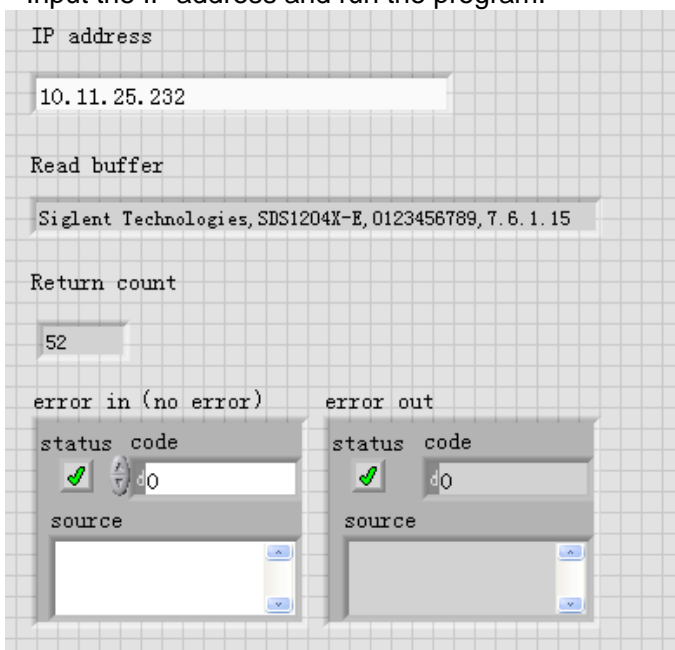 Input the IP address and run the program.
IP address
10.11.25.232
Read buffer
Siglent Technologies,SDS1204X-E,0123456789,7.6.1.15
Return count
52
error in (no error) error out
status code status code
d0 d0
source source